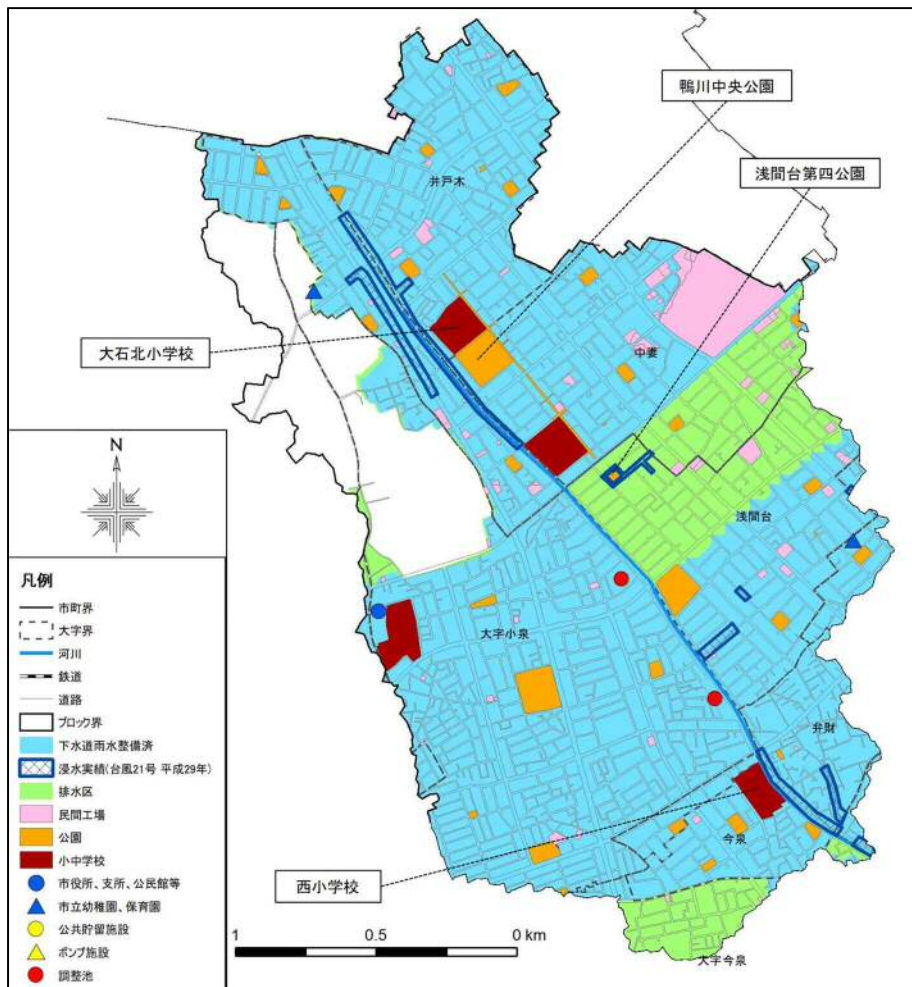 鴨川中央公園
井戸木
浅間台第四公園
大石北小学校
中妻
N
浅間台
凡例
市町界
大字界
大字小泉
河川
鉄道
道路
ブロック界
弁財
下水道雨水整備済
浸水実績(台風21号 平成29年)
排水区
民間工場
公園
今泉
小中学校
西小学校
市役所、支所、公民館等
市立幼稚園、保育園
公共貯留施設
1 0.5 0 km
ポンプ施設
大字今泉
調整池